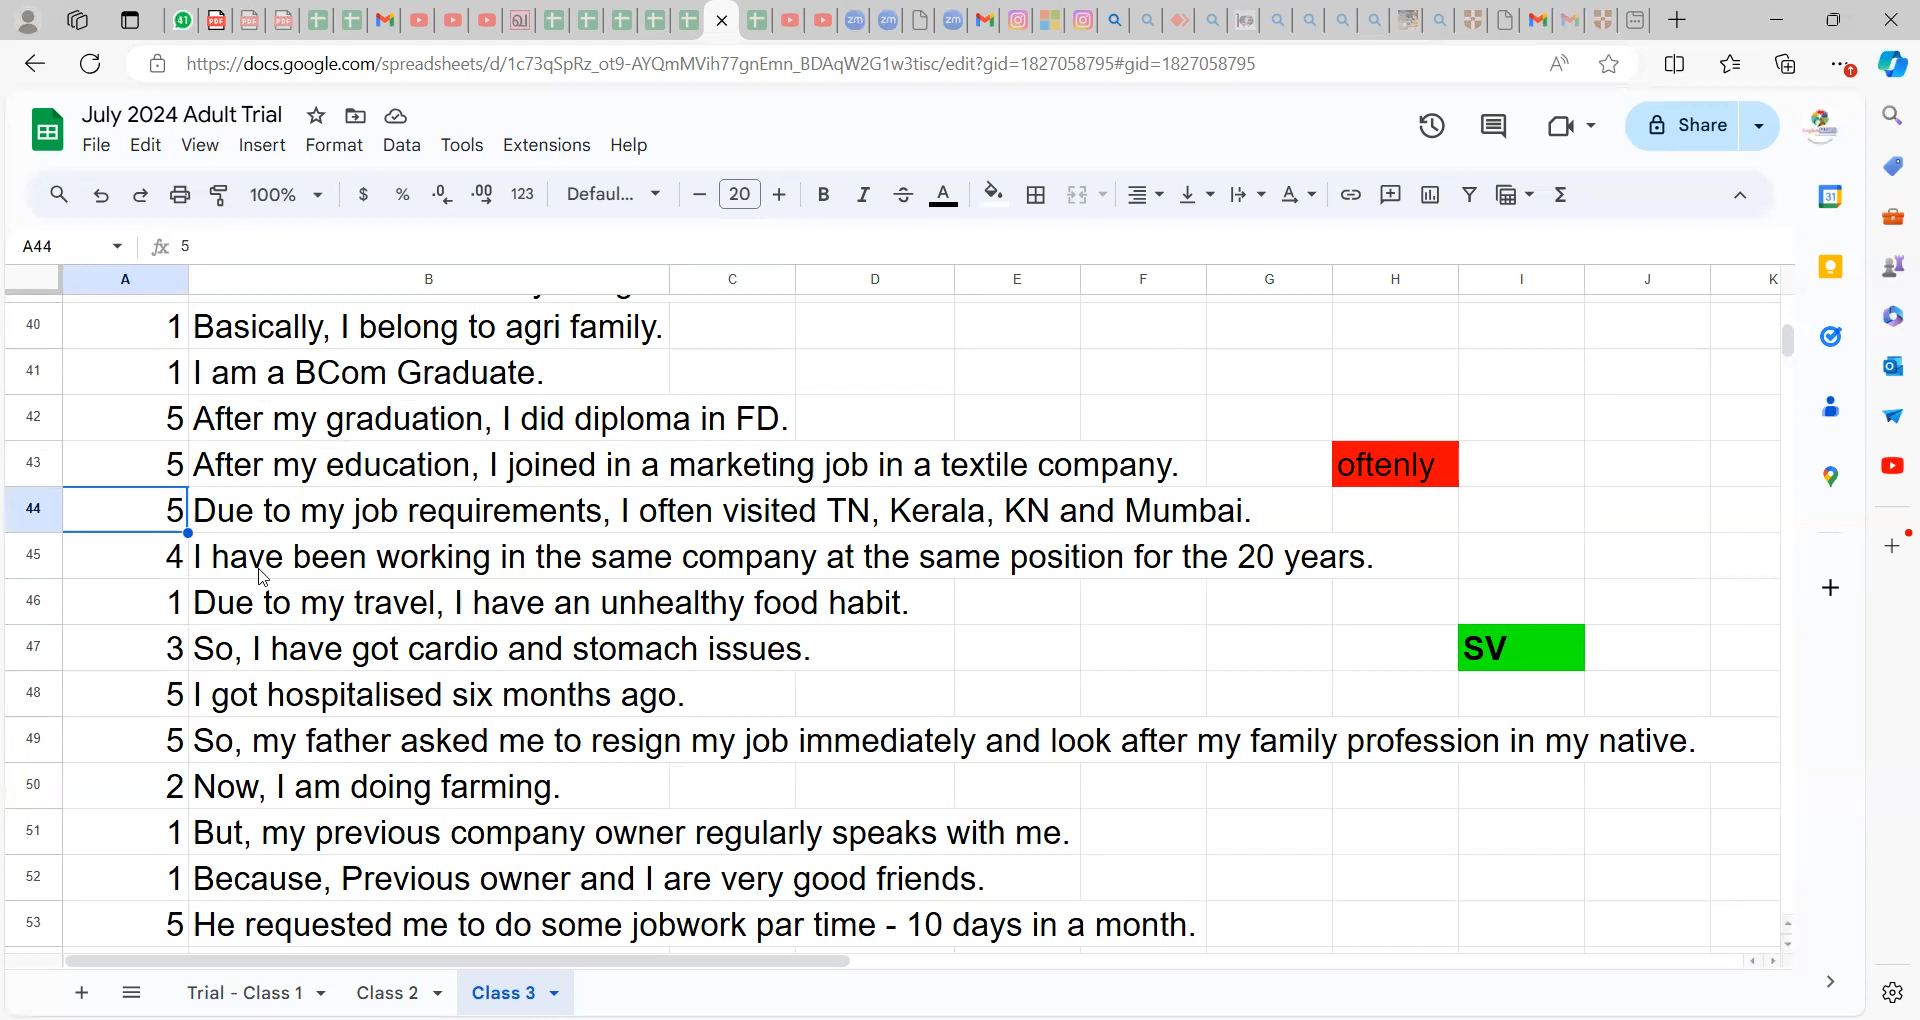 41
https://docs.google.com/spreadsheets/d/1c73qSpRz_ot9-AYQmMVih77gnEmn_BDAqW2G1w3tisc/edit?gid=1827058795#gid=1827058795
July 2024 Adult Trial
File Edit View Insert Format Data Tools Extensions Help
Share
100% $ % .0 .00 123 Defaul... − 20 + B I S A Σ
A44 fx 5
A B C D E F G H I J K
40 1 Basically, I belong to agri family.
41 1 I am a BCom Graduate.
42 5 After my graduation, I did diploma in FD.
43 5 After my education, I joined in a marketing job in a textile company. oftenly
44 5 Due to my job requirements, I often visited TN, Kerala, KN and Mumbai.
45 4 I have been working in the same company at the same position for the 20 years.
46 1 Due to my travel, I have an unhealthy food habit.
47 3 So, I have got cardio and stomach issues. SV
48 5 I got hospitalised six months ago.
49 5 So, my father asked me to resign my job immediately and look after my family profession in my native.
50 2 Now, I am doing farming.
51 1 But, my previous company owner regularly speaks with me.
52 1 Because, Previous owner and I are very good friends.
53 5 He requested me to do some jobwork par time - 10 days in a month.
Trial - Class 1 Class 2 Class 3